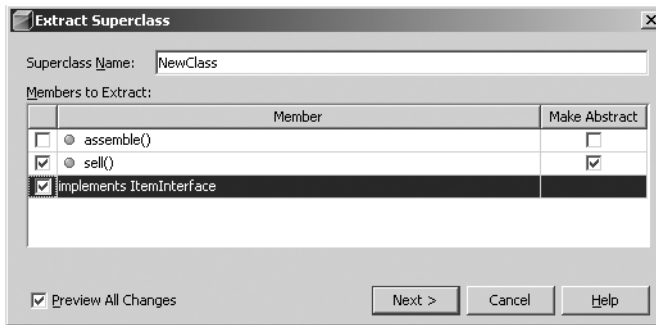 Extract Superclass
Superclass Name: NewClass
Members to Extract:
Member Make Abstract
assemble()
sell()
implements ItemInterface
Preview All Changes Next > Cancel Help